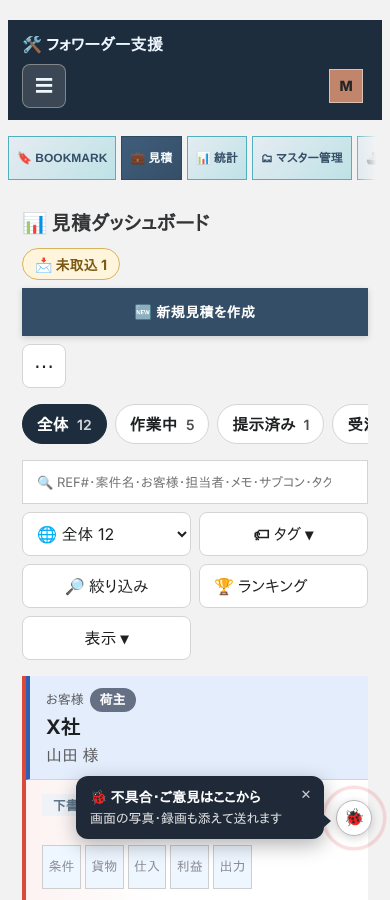 フォワーダー支援
M
BOOKMARK 見積 統計 マスター管理
見積ダッシュボード
未取込 1
新規見積を作成
…
全体 12 作業中 5 提示済み 1
REF#・案件名・お客様・担当者・メモ・サブコン・タグ
全体 12 タグ ▾
絞り込み ランキング
表示 ▾
お客様 荷主
X社
山田 様
不具合・ご意見はここから ×
画面の写真・録画も添えて送れます
条件 貨物 仕入 利益 出力